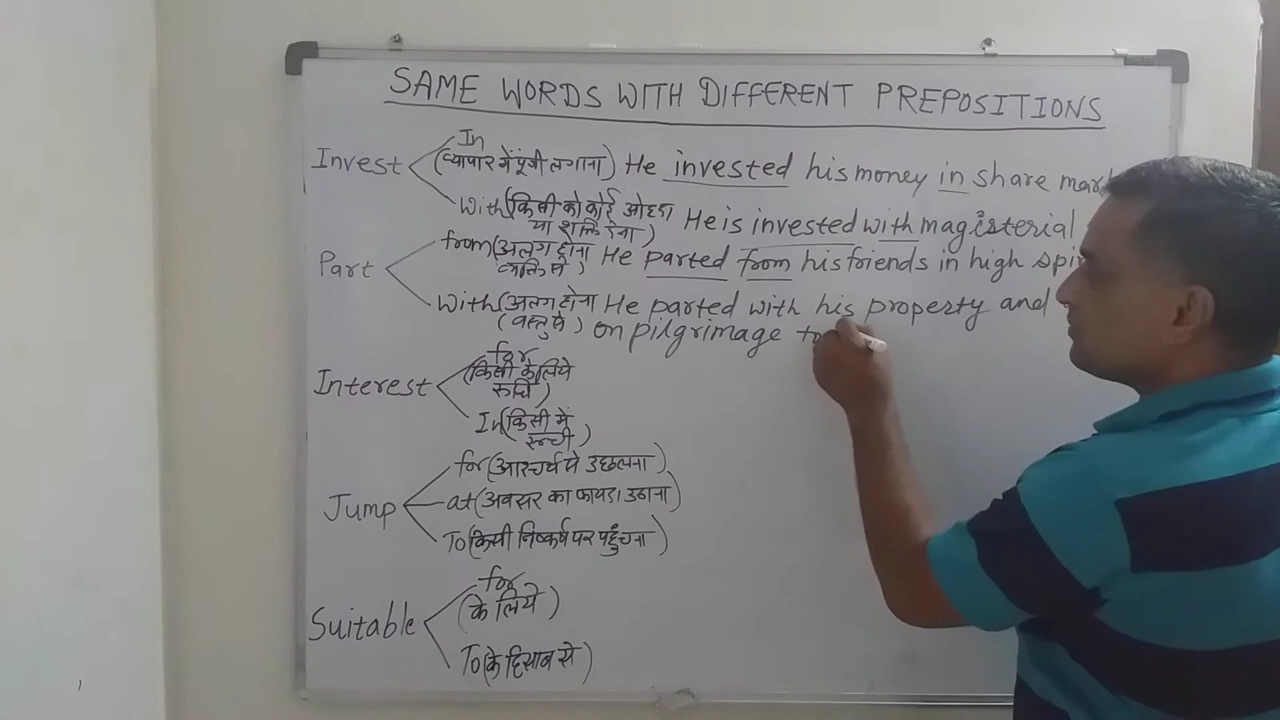 SAME WORDS WITH DIFFERENT PREPOSITIONS
In
Invest (व्यापार में पूंजी लगाना) He invested his money in share
With (किसी को कोई ओहदा He is invested with magisterial
या शक्ति देना)
from (अलग होना He parted from his friends in high
Part व्यक्ति से)
With (अलग होना He parted with his property and
(वस्तु से) on pilgrimage
for
Interest (किसी के लिये
रुचि)
In (किसी में
रूची)
for (आश्चर्य से उछलना)
Jump at (अवसर का फायदा उठाना)
To (किसी निष्कर्ष पर पहुँचना)
for
Suitable (के लिये)
To (के हिसाब से)